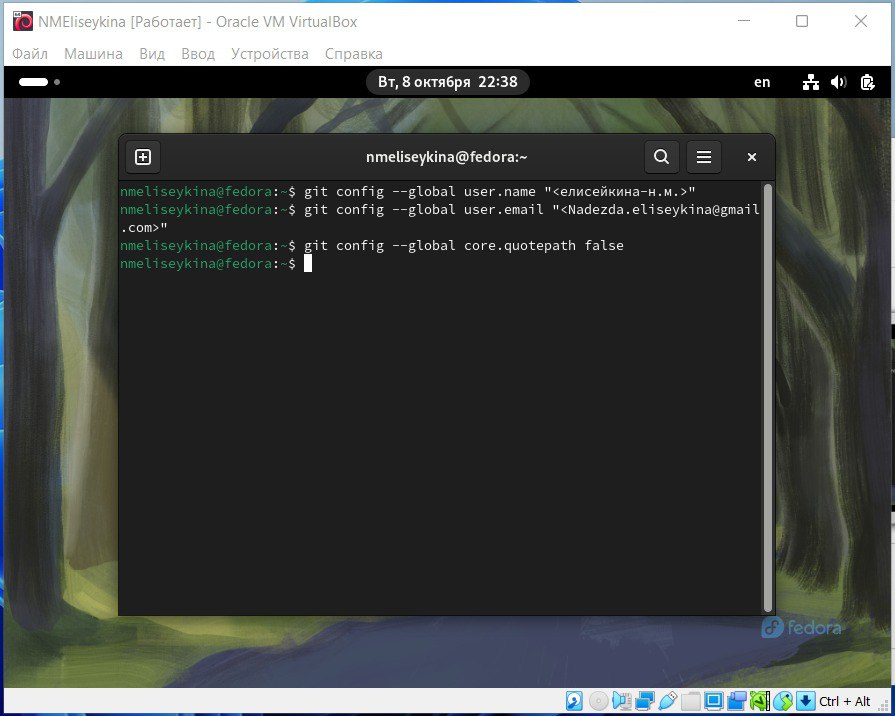 NMEliseykina [Работает] - Oracle VM VirtualBox
Файл Машина Вид Ввод Устройства Справка
Вт, 8 октября 22:38
en
nmeliseykina@fedora:~
nmeliseykina@fedora:~$ git config --global user.name "<елисейкина-н.м.>"
nmeliseykina@fedora:~$ git config --global user.email "<Nadezda.eliseykina@gmail
.com>"
nmeliseykina@fedora:~$ git config --global core.quotepath false
nmeliseykina@fedora:~$
fedora
Ctrl + Alt